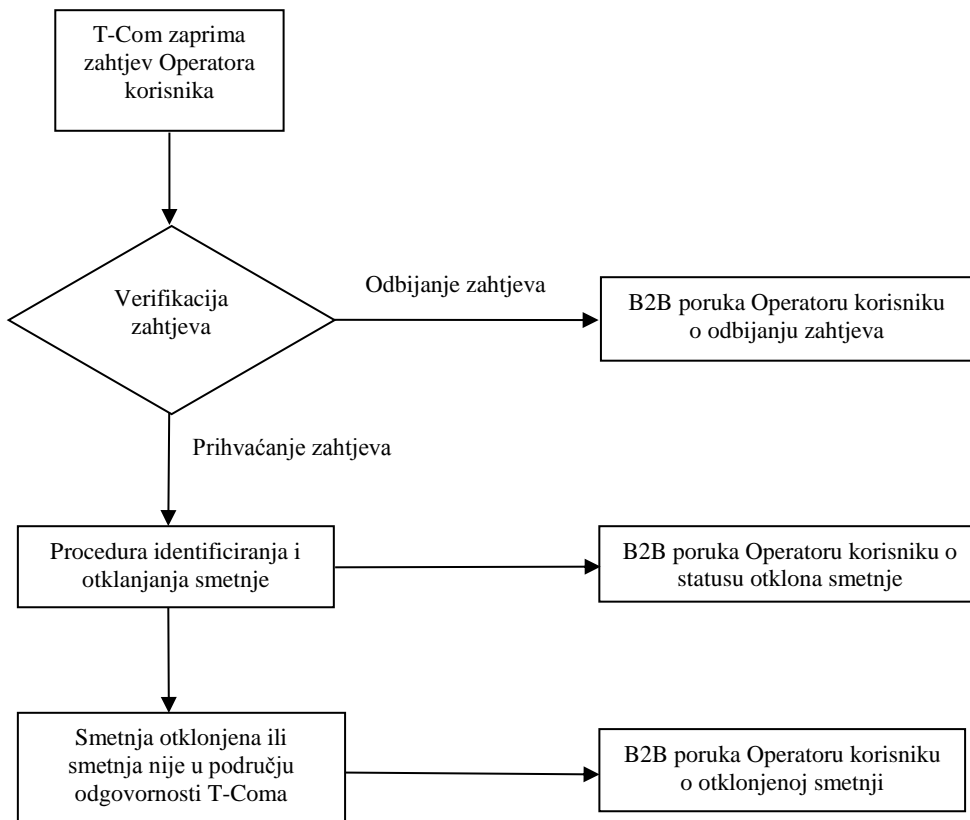 T-Com zaprima
zahtjev Operatora
korisnika
Verifikacija
zahtjeva
Odbijanje zahtjeva
B2B poruka Operatoru korisniku
o odbijanju zahtjeva
Prihvaćanje zahtjeva
Procedura identificiranja i
otklanjanja smetnje
B2B poruka Operatoru korisniku o
statusu otklona smetnje
Smetnja otklonjena ili
smetnja nije u području
odgovornosti T-Coma
B2B poruka Operatoru korisniku
o otklonjenoj smetnji